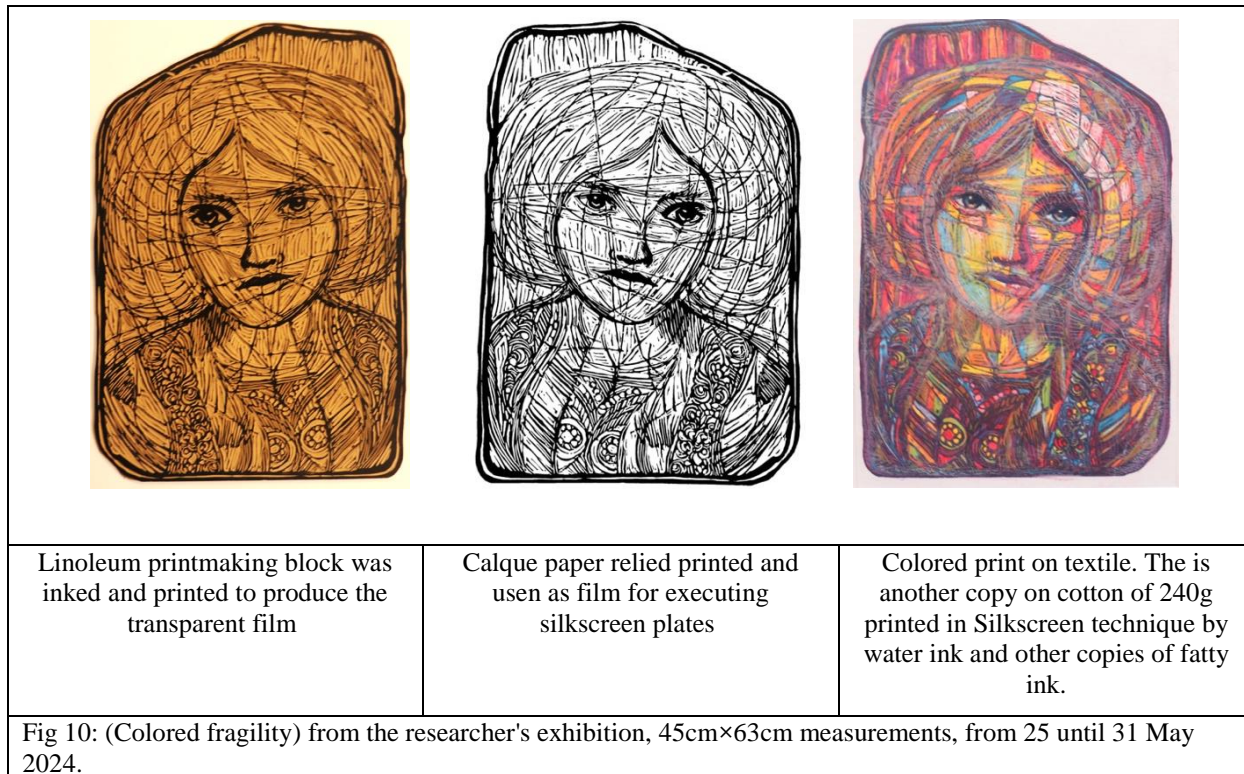 Linoleum printmaking block was
inked and printed to produce the
transparent film
Calque paper relied printed and
usen as film for executing
silkscreen plates
Colored print on textile. The is
another copy on cotton of 240g
printed in Silkscreen technique by
water ink and other copies of fatty
ink.
Fig 10: (Colored fragility) from the researcher's exhibition, 45cm×63cm measurements, from 25 until 31 May
2024.